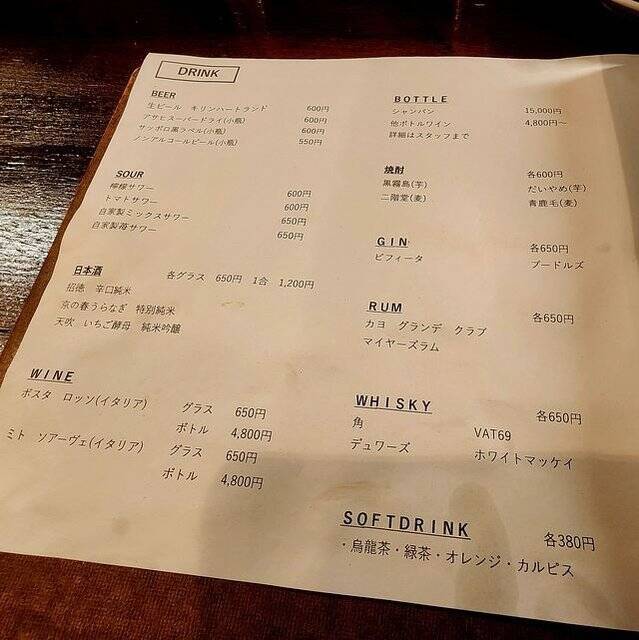 DRINK
BEER
生ビール キリンハートランド 600円
アサヒスーパードライ(小瓶) 600円
サッポロ黒ラベル(小瓶) 600円
ノンアルコールビール(小瓶) 550円
SOUR
檸檬サワー 600円
トマトサワー 600円
自家製ミックスサワー 650円
自家製苺サワー 650円
日本酒 各グラス 650円 1合 1,200円
招徳 辛口純米
京の春うらなぎ 特別純米
天吹 いちご酵母 純米吟醸
WINE
ボスタ ロッソ(イタリア) グラス 650円
ボトル 4,800円
ミト ソアーヴェ(イタリア) グラス 650円
ボトル 4,800円
BOTTLE
シャンパン 15,000円
他ボトルワイン 4,800円～
詳細はスタッフまで
焼酎 各600円
黒霧島(芋) だいやめ(芋)
二階堂(麦) 青鹿毛(麦)
GIN 各650円
ビフィータ ブードルズ
RUM 各650円
カヨ グランデ クラブ
マイヤーズラム
WHISKY 各650円
角 VAT69
デュワーズ ホワイトマッケイ
SOFTDRINK 各380円
・烏龍茶・緑茶・オレンジ・カルピス